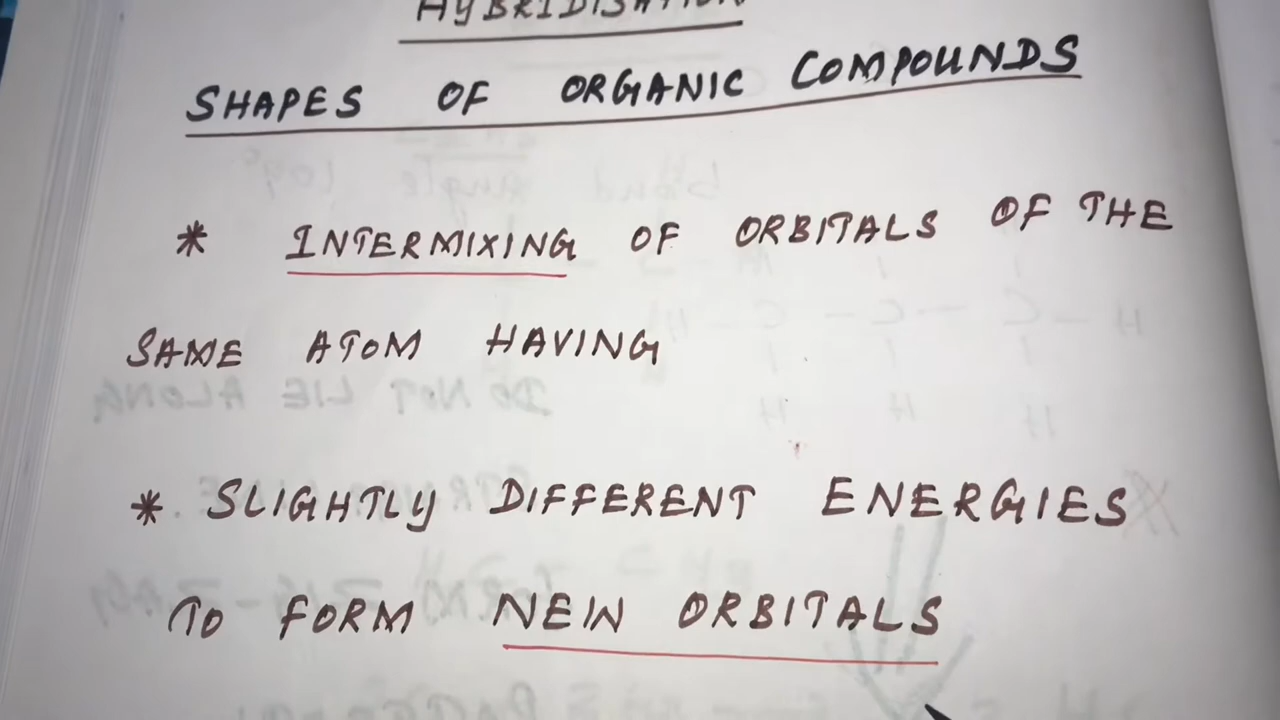 HYBRIDISATION
SHAPES OF ORGANIC COMPOUNDS
* INTERMIXING OF ORBITALS OF THE
SAME ATOM HAVING
* SLIGHTLY DIFFERENT ENERGIES
TO FORM NEW ORBITALS